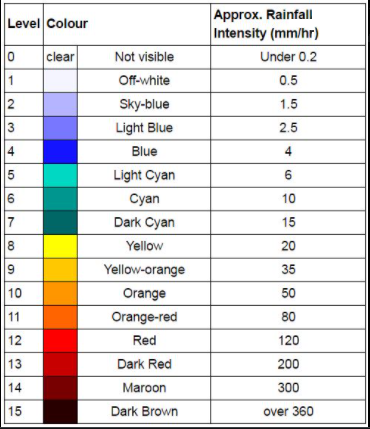 Level Colour Approx. Rainfall
Intensity (mm/hr)
0 clear Not visible Under 0.2
1 Off-white 0.5
2 Sky-blue 1.5
3 Light Blue 2.5
4 Blue 4
5 Light Cyan 6
6 Cyan 10
7 Dark Cyan 15
8 Yellow 20
9 Yellow-orange 35
10 Orange 50
11 Orange-red 80
12 Red 120
13 Dark Red 200
14 Maroon 300
15 Dark Brown over 360